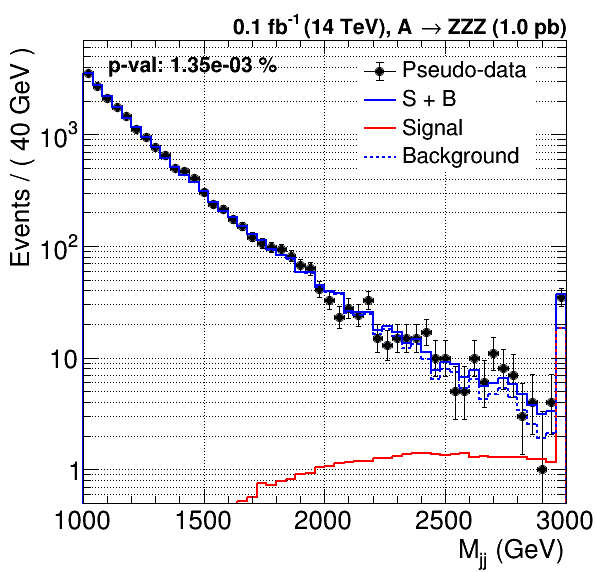 0.1 fb⁻¹ (14 TeV), A → ZZZ (1.0 pb)
p-val: 1.35e-03 %
Pseudo-data
S + B
Signal
Background
Events / ( 40 GeV )
10³
10²
10
1
1000 1500 2000 2500 3000
M_jj (GeV)